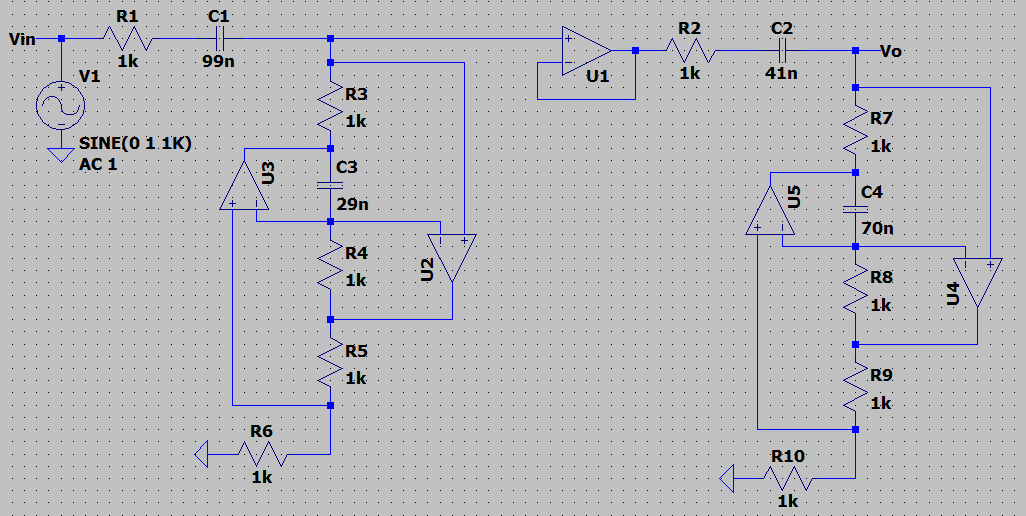 Vin
R1
1k
C1
99n
V1
SINE(0 1 1K)
AC 1
R3
1k
U3
C3
29n
R4
1k
U2
R5
1k
R6
1k
U1
R2
1k
C2
41n
Vo
R7
1k
U5
C4
70n
R8
1k
U4
R9
1k
R10
1k